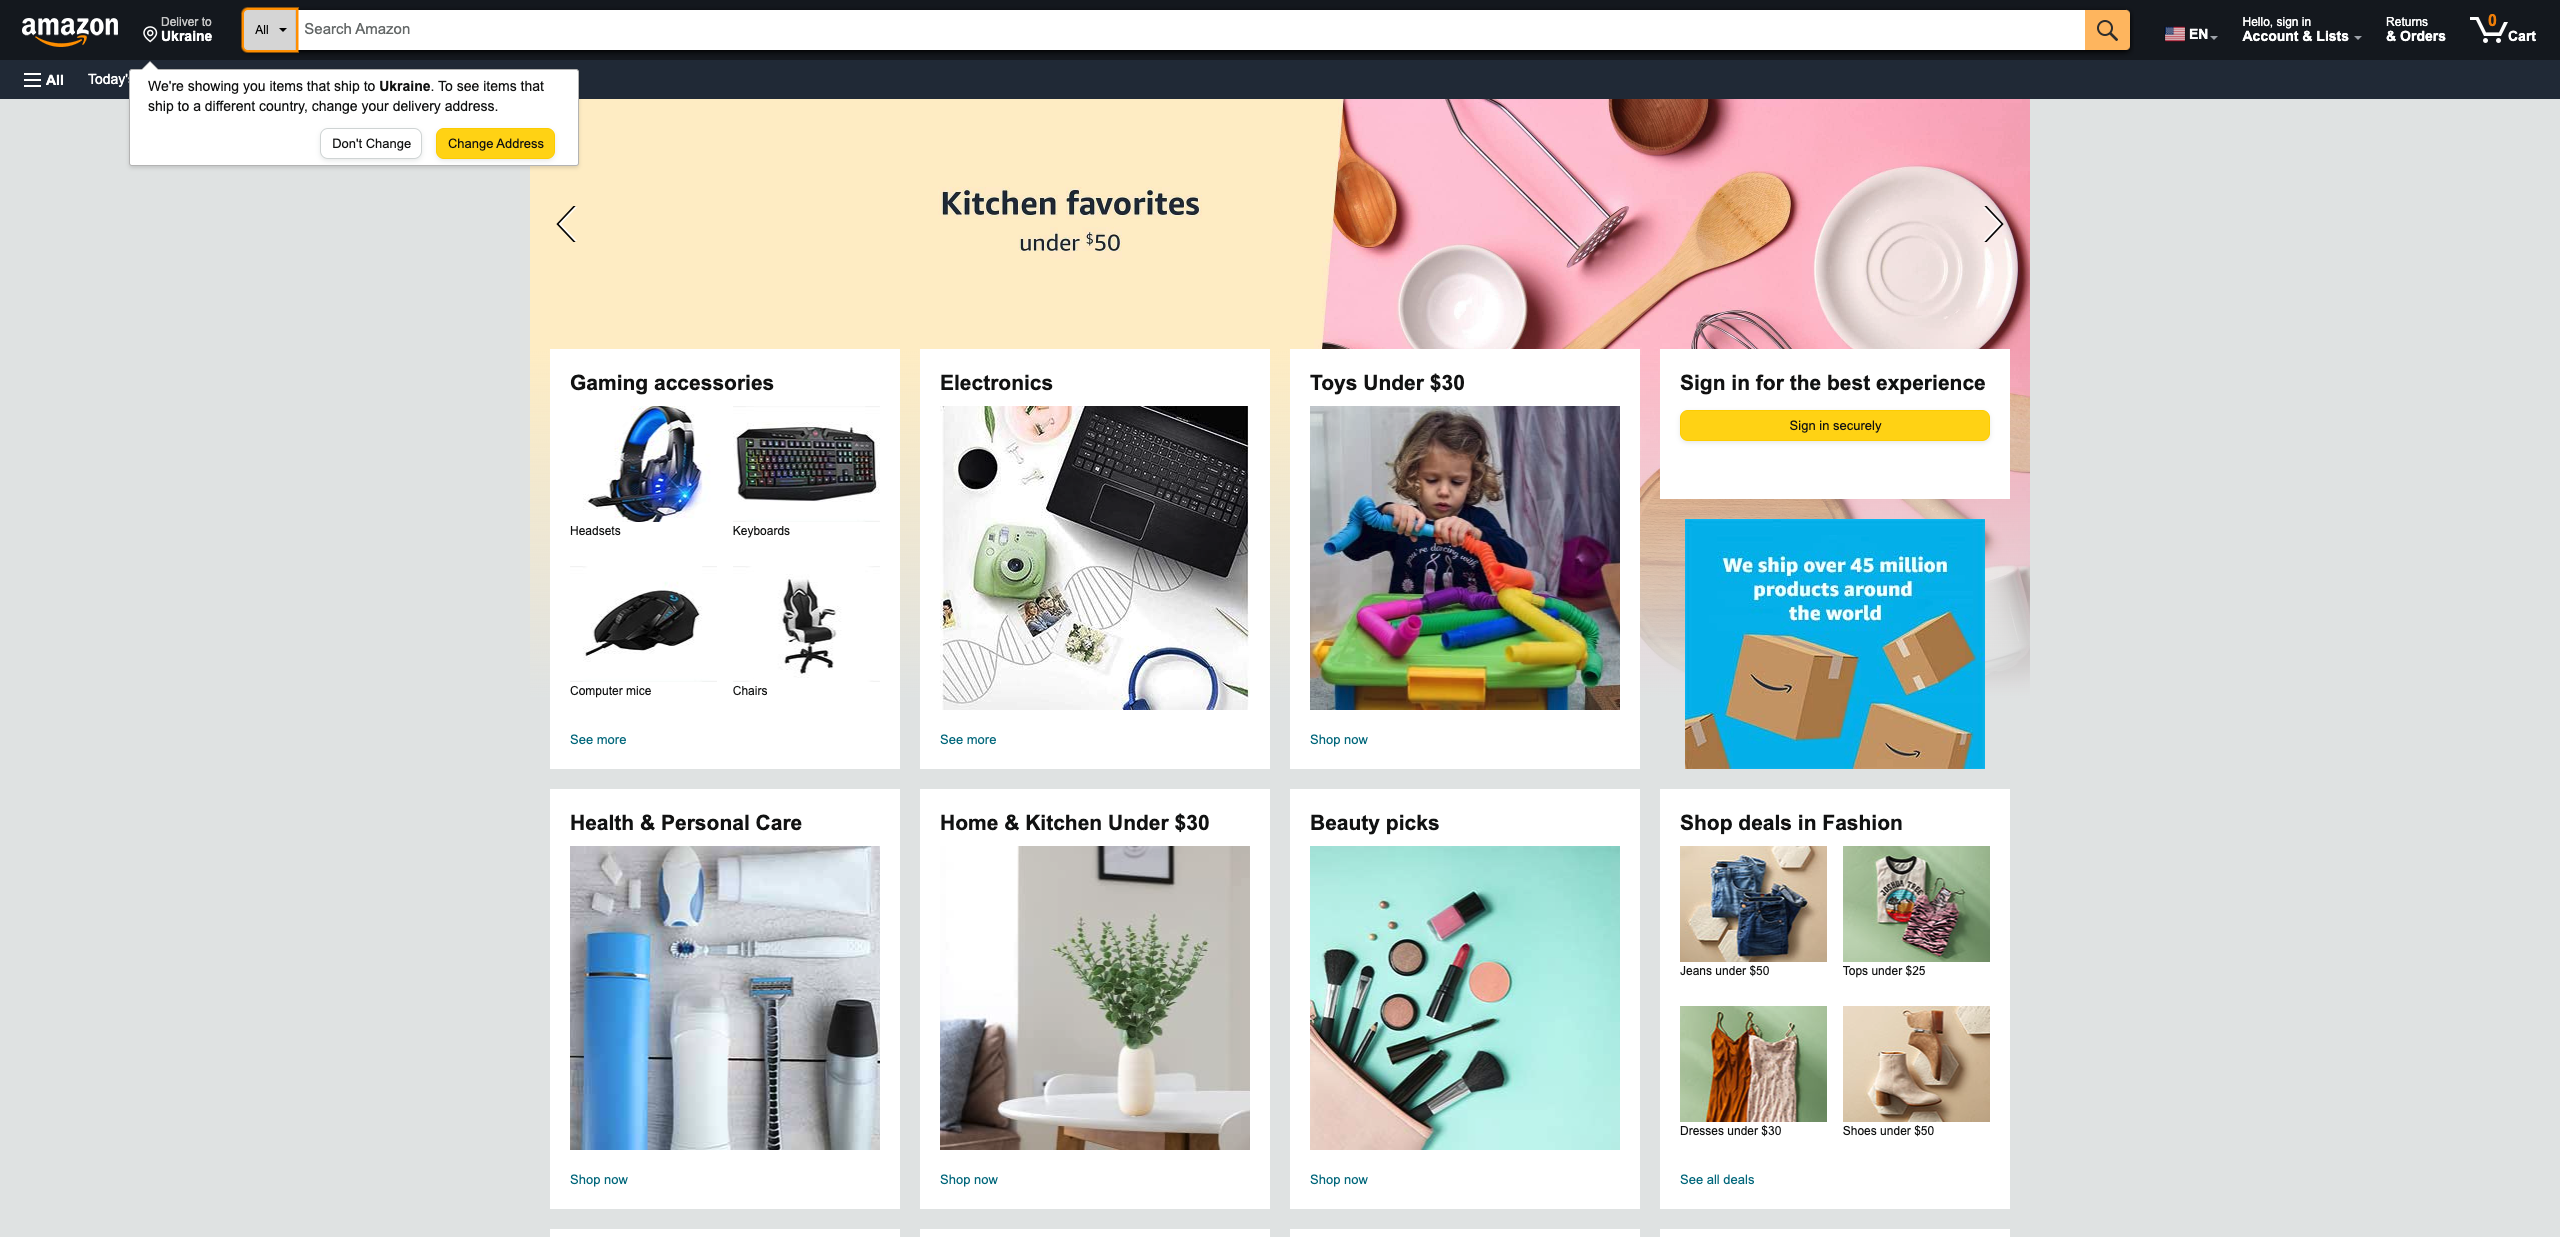 amazon
Deliver to
Ukraine
All
Search Amazon
EN
Hello, sign in
Account & Lists
Returns
& Orders
0
Cart
All
Today's
We're showing you items that ship to Ukraine. To see items that
ship to a different country, change your delivery address.
Don't Change
Change Address
Kitchen favorites
under $50
Gaming accessories
Headsets
Keyboards
Computer mice
Chairs
See more
Electronics
See more
Toys Under $30
you're dancing with
Shop now
Sign in for the best experience
Sign in securely
We ship over 45 million
products around
the world
Health & Personal Care
Shop now
Home & Kitchen Under $30
Shop now
Beauty picks
Shop now
Shop deals in Fashion
JOSHUA TREE
Jeans under $50
Tops under $25
Dresses under $30
Shoes under $50
See all deals